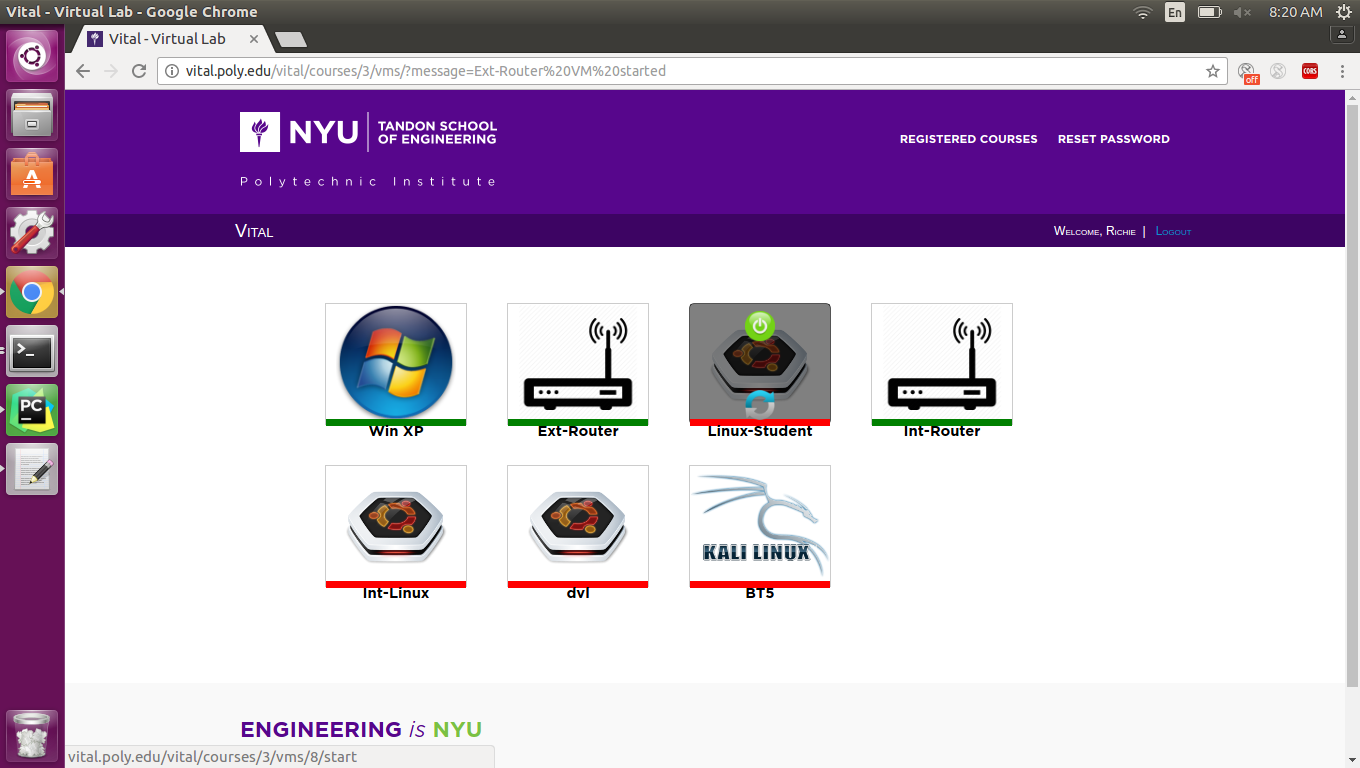 Vital - Virtual Lab - Google Chrome
En
8:20 AM
Vital - Virtual Lab
vital.poly.edu/vital/courses/3/vms/?message=Ext-Router%20VM%20started
off
CORS
NYU
TANDON SCHOOL
OF ENGINEERING
REGISTERED COURSES
RESET PASSWORD
Polytechnic Institute
Vital
Welcome, Richie | Logout
Win XP
Ext-Router
Linux-Student
Int-Router
KALI LINUX
Int-Linux
dvl
BT5
PC
ENGINEERING is NYU
vital.poly.edu/vital/courses/3/vms/8/start